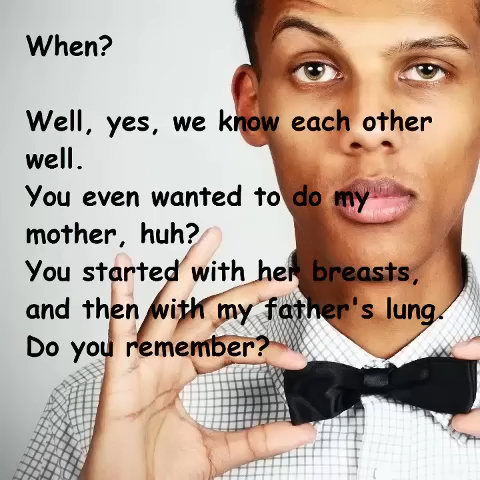 When?
Well, yes, we know each other
well.
You even wanted to do my
mother, huh?
You started with her breasts,
and then with my father's lung.
Do you remember?